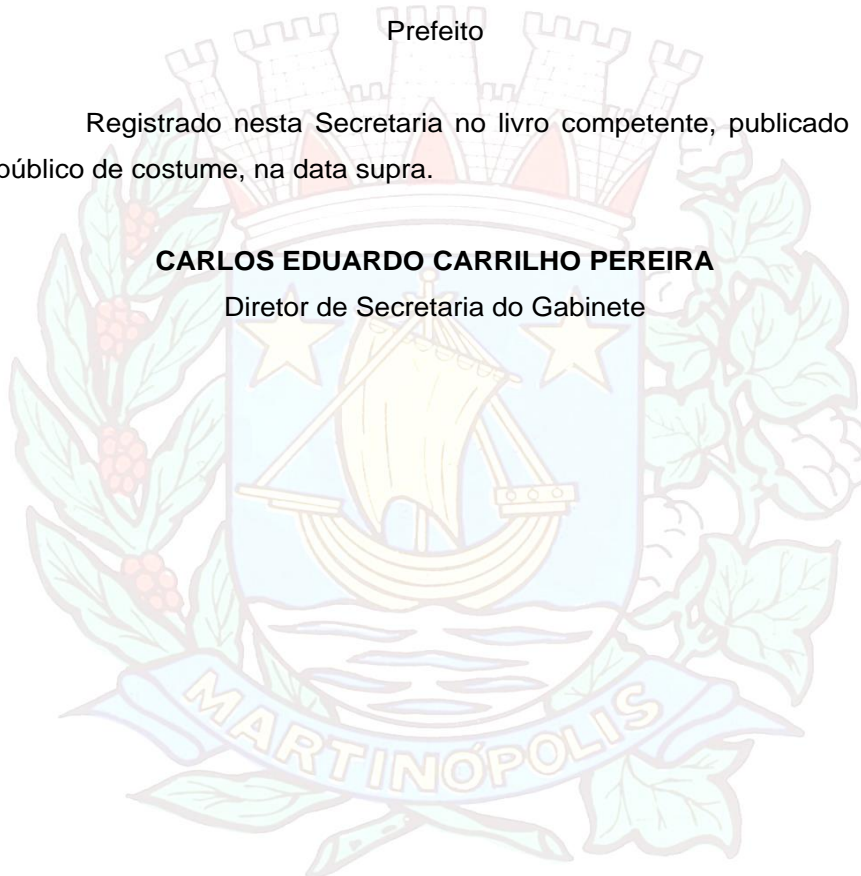 Prefeito
Registrado nesta Secretaria no livro competente, publicado
público de costume, na data supra.
CARLOS EDUARDO CARRILHO PEREIRA
Diretor de Secretaria do Gabinete
MARTINÓPOLIS